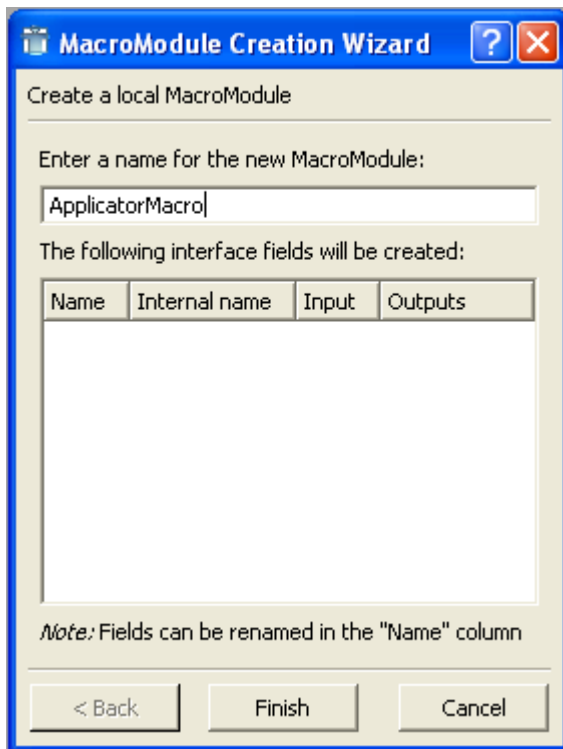 MacroModule Creation Wizard
Create a local MacroModule
Enter a name for the new MacroModule:
ApplicatorMacro
The following interface fields will be created:
Name Internal name Input Outputs
Note: Fields can be renamed in the "Name" column
< Back Finish Cancel